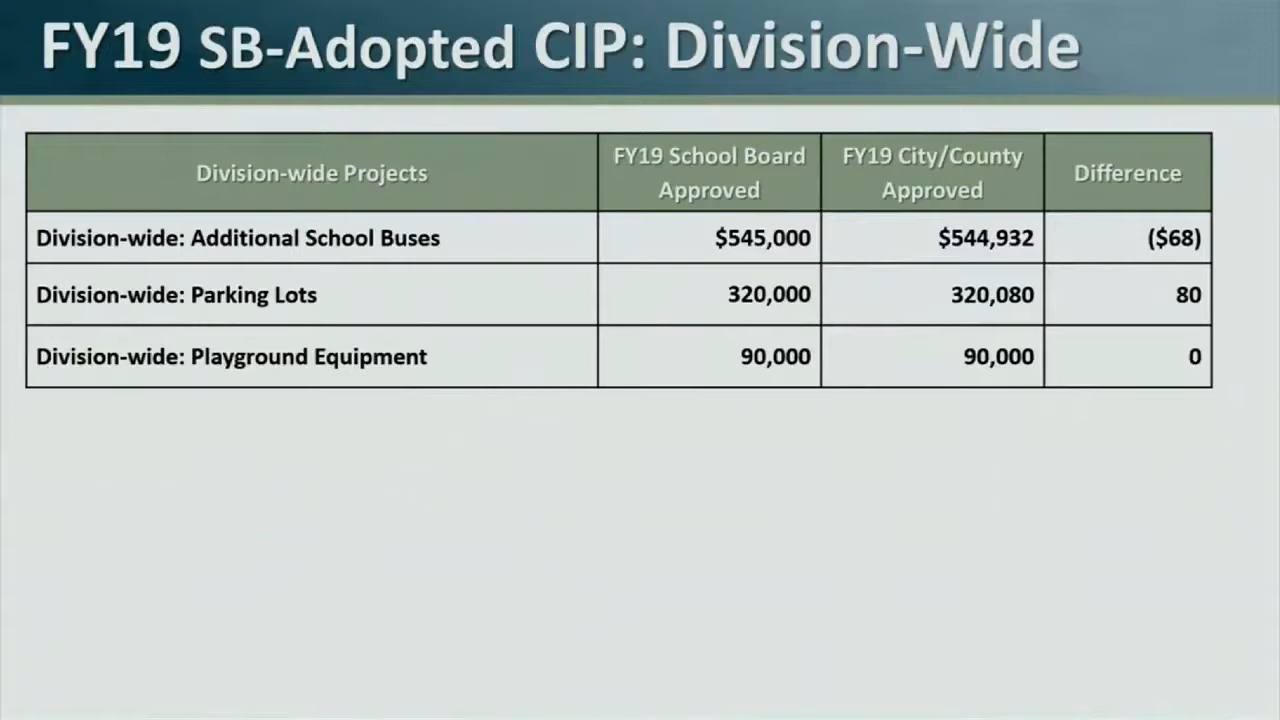 FY19 SB-Adopted CIP: Division-Wide
Division-wide Projects
FY19 School Board
Approved
FY19 City/County
Approved
Difference
Division-wide: Additional School Buses $545,000 $544,932 ($68)
Division-wide: Parking Lots 320,000 320,080 80
Division-wide: Playground Equipment 90,000 90,000 0